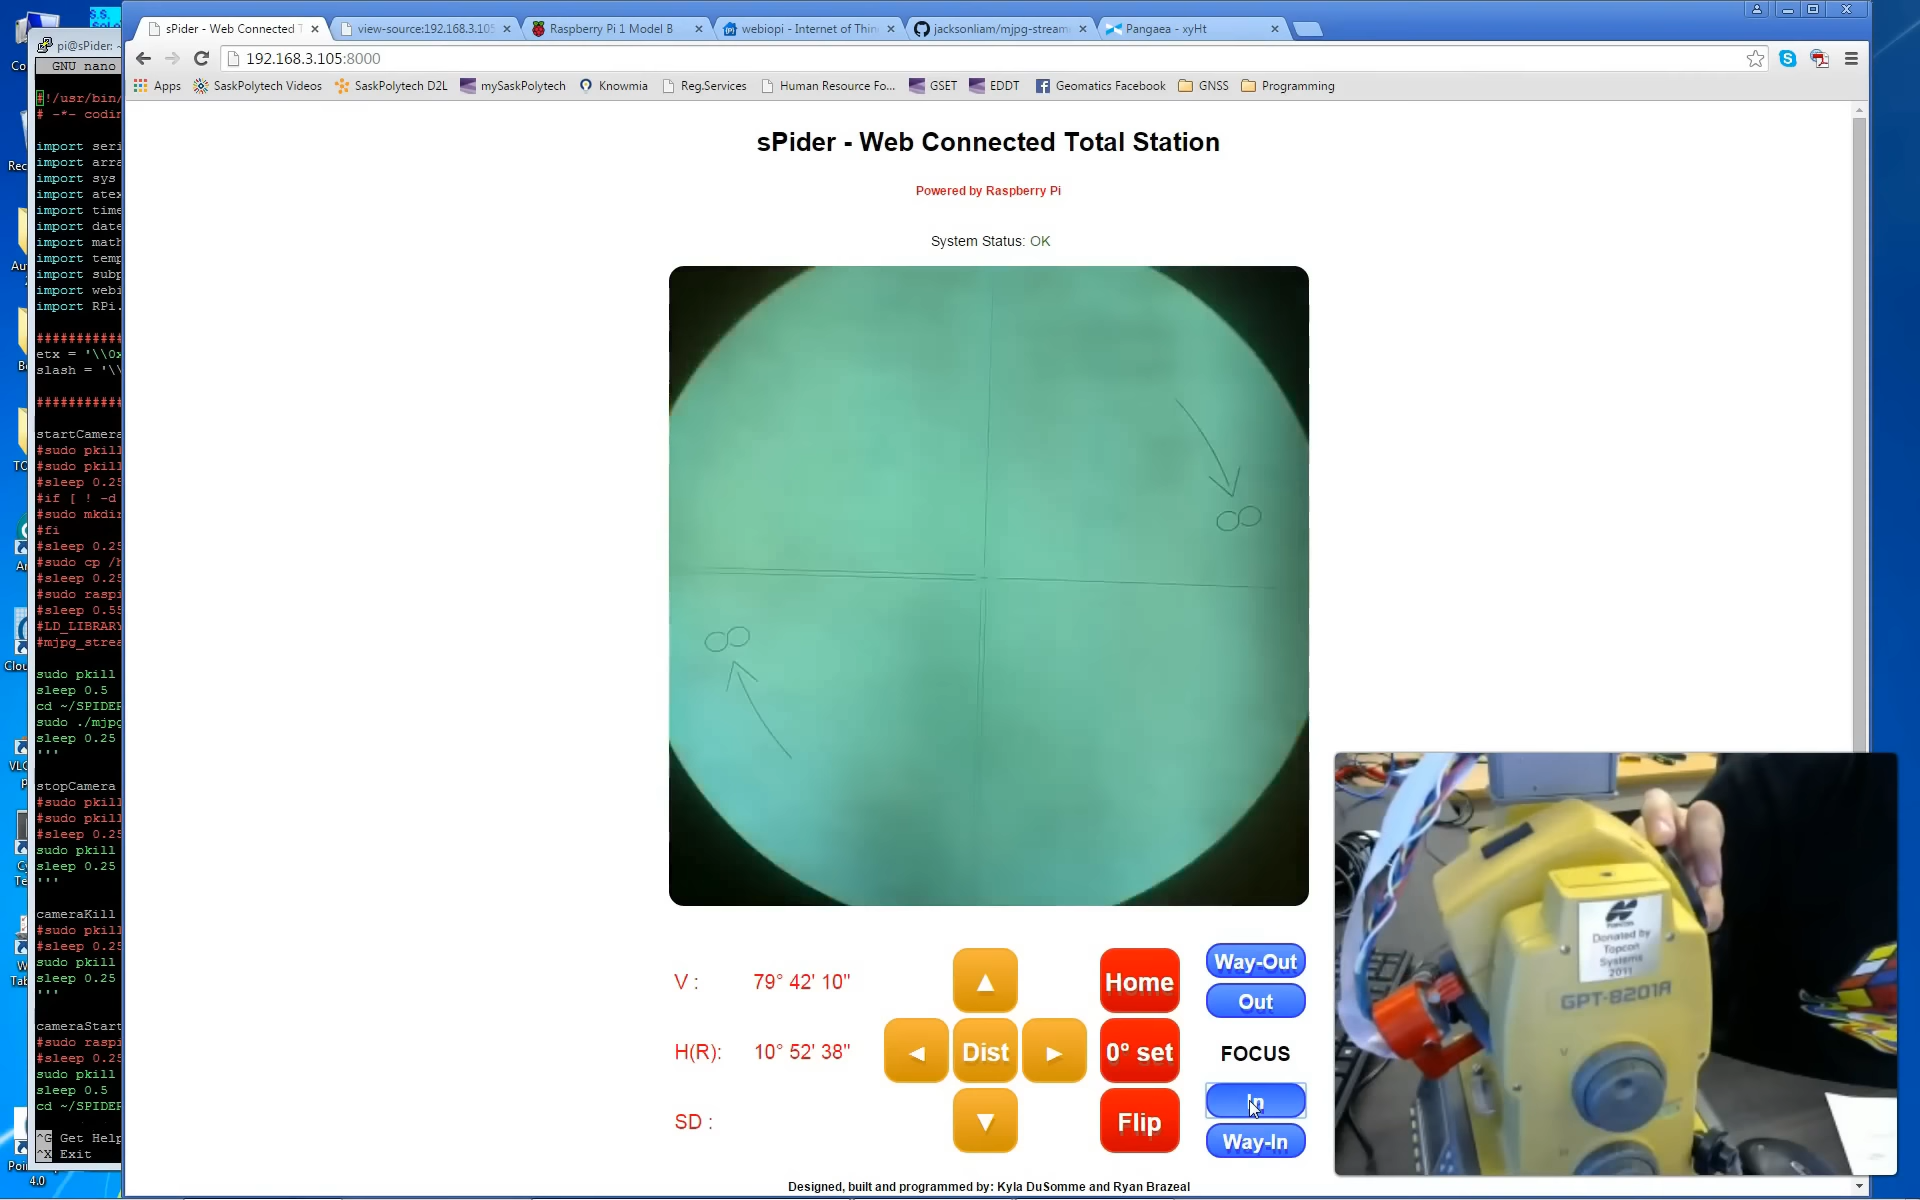 S.S.
pi@sPider: ~
GNU nano
sPider - Web Connected T
view-source:192.168.3.105
Raspberry Pi 1 Model B
webiopi - Internet of Thin
jacksonliam/mjpg-stream
Pangaea - xyHt
192.168.3.105:8000
Apps
SaskPolytech Videos
SaskPolytech D2L
mySaskPolytech
Knowmia
Reg.Services
Human Resource Fo...
GSET
EDDT
Geomatics Facebook
GNSS
Programming
#!/usr/bin/
# -*- codin
import seri
import arra
import sys
import atex
import time
import date
import math
import temp
import subp
import webi
import RPi.
############
etx = '\\0x
slash = '\\
############
startCamera
#sudo pkill
#sudo pkill
#sleep 0.25
#if [ ! -d
#sudo mkdir
#fi
#sleep 0.25
#sudo cp /h
#sleep 0.25
#sudo raspi
#sleep 0.55
#LD_LIBRARY
#mjpg_strea
sudo pkill
sleep 0.5
cd ~/SPIDER
sudo ./mjpg
sleep 0.25
'''
stopCamera
#sudo pkill
#sudo pkill
#sleep 0.25
sudo pkill
sleep 0.25
'''
cameraKill
#sudo pkill
#sleep 0.25
sudo pkill
sleep 0.25
'''
cameraStart
#sudo raspi
#sleep 0.25
sudo pkill
sleep 0.5
cd ~/SPIDER
^G Get Help
^X Exit
4.0
sPider - Web Connected Total Station
Powered by Raspberry Pi
System Status: OK
∞
∞
V : 79° 42' 10"
H(R): 10° 52' 38"
SD :
Dist
Home
0° set
Flip
Way-Out
Out
FOCUS
In
Way-In
Designed, built and programmed by: Kyla DuSomme and Ryan Brazeal
Topcon
Donated by
Topcon
Systems
2011
GPT-8201A
V